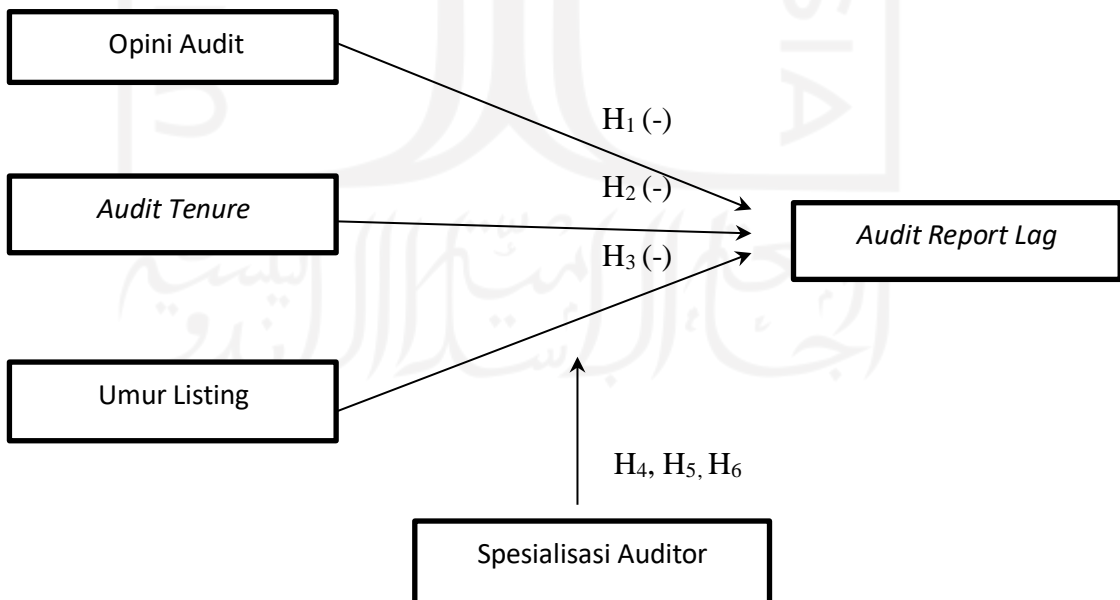 Opini Audit
H₁ (-)
Audit Tenure
H₂ (-)
Audit Report Lag
H₃ (-)
Umur Listing
H₄, H₅, H₆
Spesialisasi Auditor